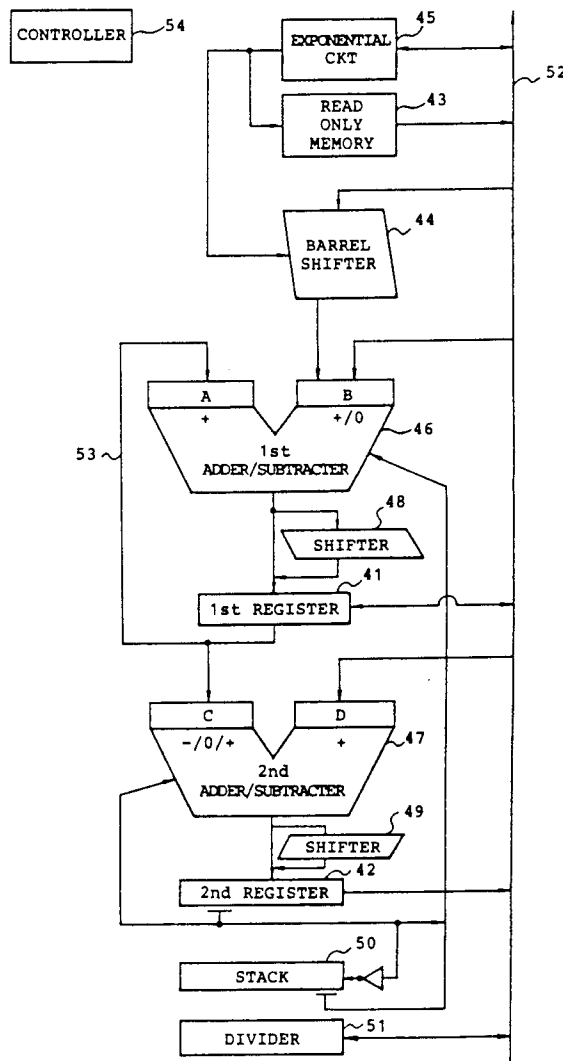 CONTROLLER
54
EXPONENTIAL
CKT
45
READ
ONLY
MEMORY
43
52
BARREL
SHIFTER
44
A
B
+
+/0
1st
ADDER/SUBTRACTER
46
53
SHIFTER
48
1st REGISTER
41
C
D
-/0/+
+
2nd
ADDER/SUBTRACTER
47
SHIFTER
49
2nd REGISTER
42
STACK
50
DIVIDER
51